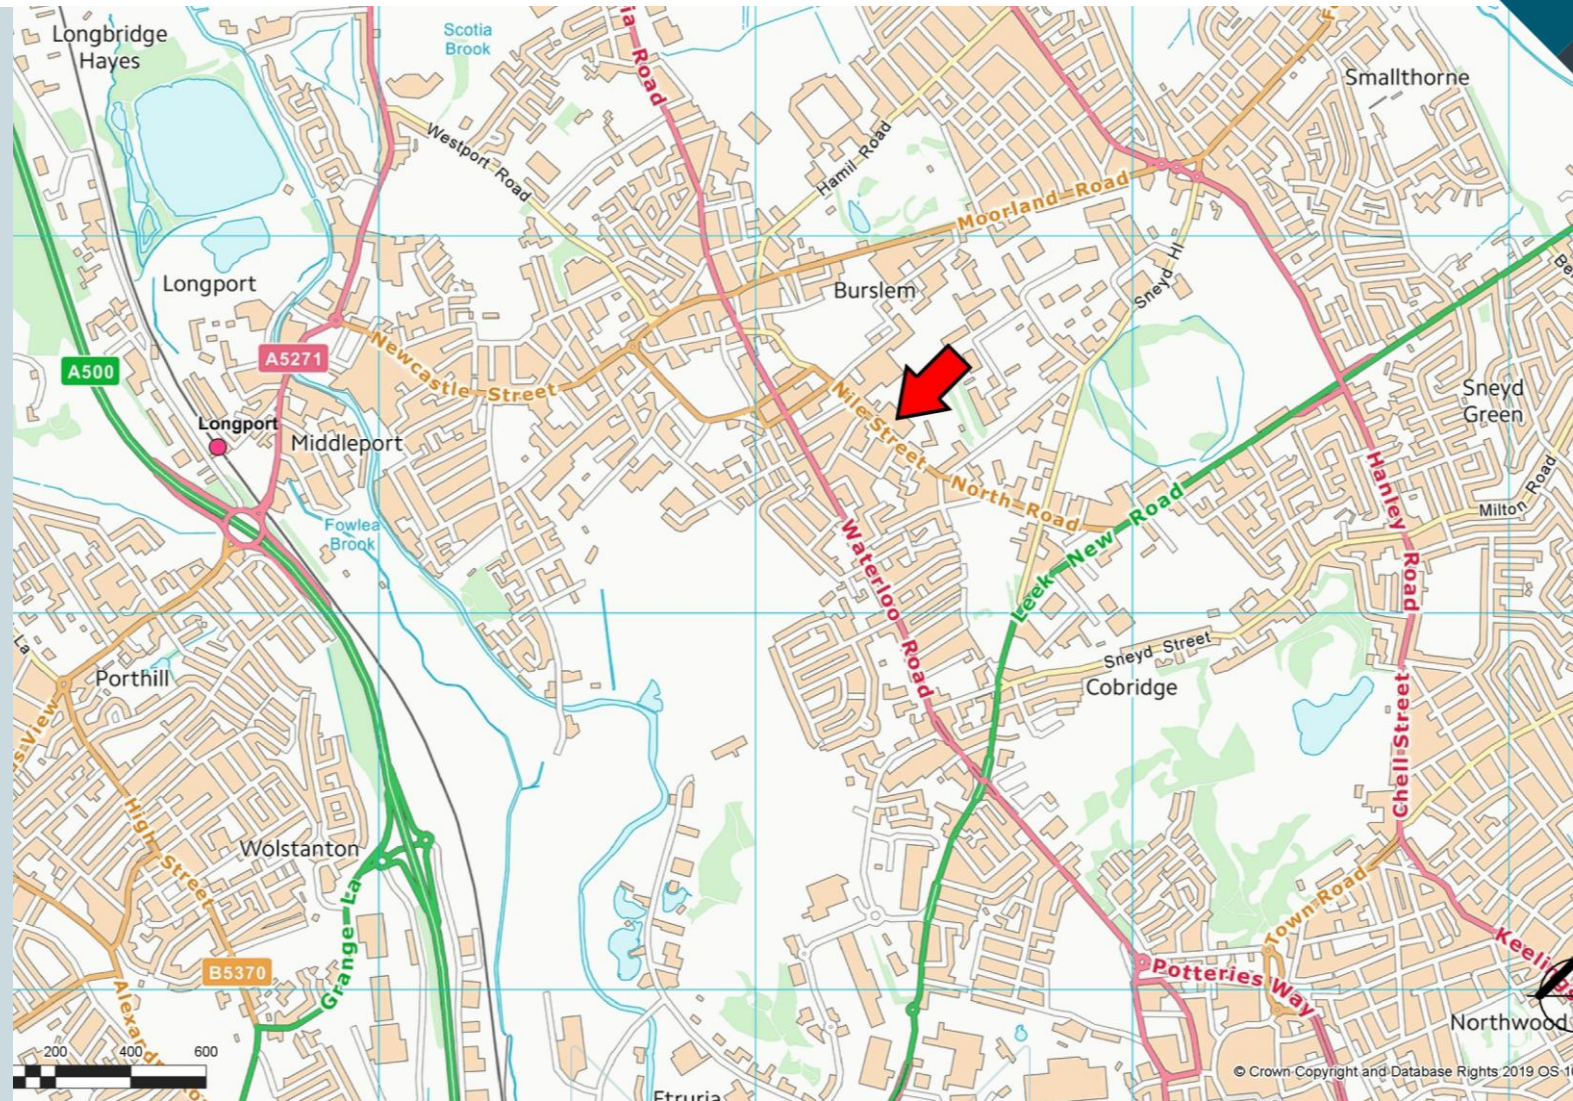 Longbridge
Hayes
Scotia
Brook
Road
Smallthorne
Westport Road
Hamil Road
Moorland Road
Longport
Burslem
Sneyd Hl
A500
A5271
Newcastle Street
Nile Street
Sneyd
Green
Longport
Middleport
North Road
Leek New Road
Hanley Road
Milton Road
Fowlea
Brook
Waterloo Road
La
Porthill
Sneyd Street
Cobridge
Chell Street
High Street
Wolstanton
Grange La
B5370
Town Road
Potteries Way
Northwood
200 400 600
© Crown Copyright and Database Rights 2019 OS
Etruria